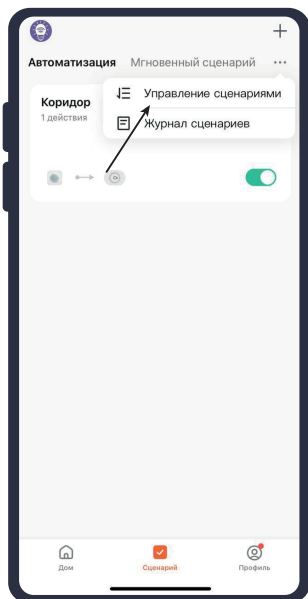 Автоматизация Мгновенный сценарий ...
Управление сценариями
Коридор
1 действия
Журнал сценариев
Дом Сценарий Профиль